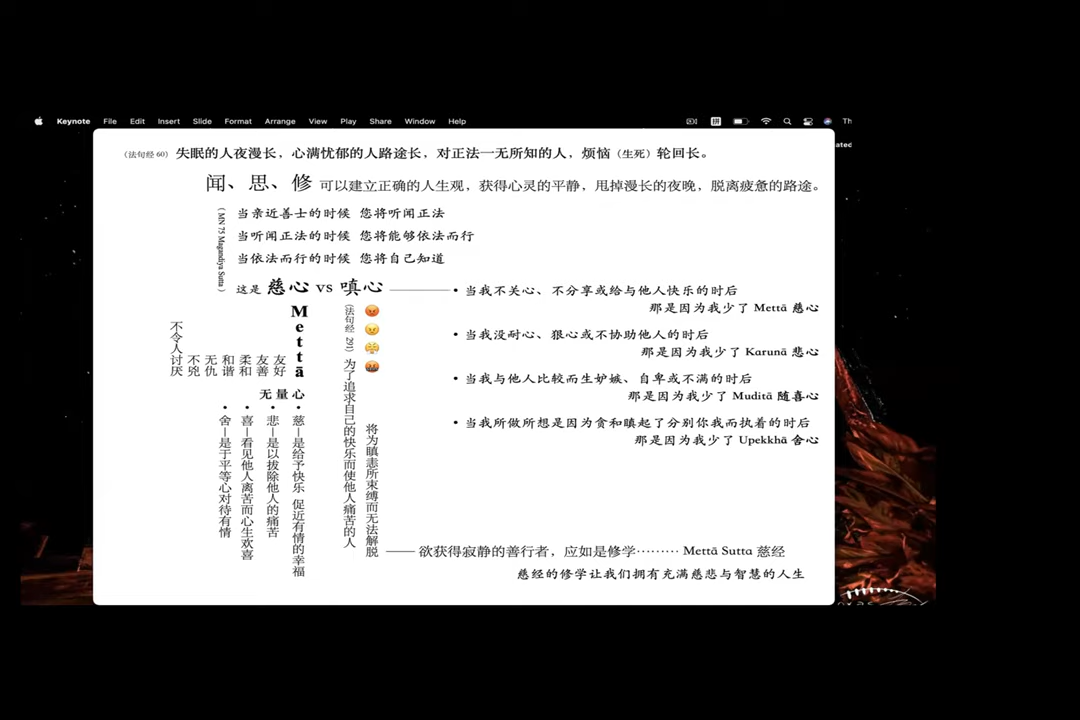 Keynote File Edit Insert Slide Format Arrange View Play Share Window Help
拼
Th
ated
（法句经 60）失眠的人夜漫长，心满忧郁的人路途长，对正法一无所知的人，烦恼（生死）轮回长。
闻、思、修 可以建立正确的人生观，获得心灵的平静，甩掉漫长的夜晚，脱离疲惫的路途。
（MN 75 Magandiya Sutta）
当亲近善士的时候 您将听闻正法
当听闻正法的时候 您将能够依法而行
当依法而行的时候 您将自己知道
这是 慈心 vs 嗔心
• 当我不关心、不分享或给与他人快乐的时后
那是因为我少了 Mettā 慈心
• 当我没耐心、狠心或不协助他人的时后
那是因为我少了 Karunā 悲心
• 当我与他人比较而生妒嫉、自卑或不满的时后
那是因为我少了 Muditā 随喜心
• 当我所做所想是因为贪和瞋起了分别你我而执着的时后
那是因为我少了 Upekkhā 舍心
Mettā
友好
友善
柔和
和谐
无仇
不兇
不令人讨厌
无量心
• 慈—是给予快乐 促近有情的幸福
• 悲—是以拔除他人的痛苦
• 喜—看见他人离苦而心生欢喜
• 舍—是于平等心对待有情
（法句经 291）为了追求自己的快乐而使他人痛苦的人
将为瞋恚所束缚而无法解脱
—— 欲获得寂静的善行者，应如是修学⋯⋯⋯ Mettā Sutta 慈经
慈经的修学让我们拥有充满慈悲与智慧的人生